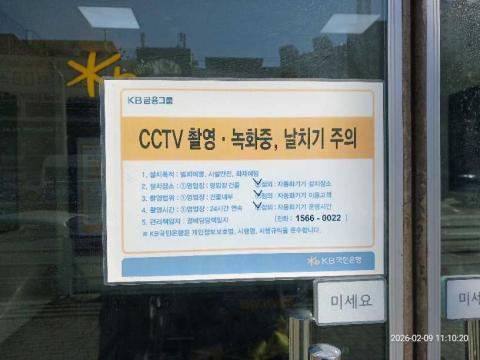 KB금융그룹
CCTV 촬영·녹화중, 날치기 주의
1. 설치목적 : 범죄예방, 시설안전, 화재예방
2. 설치장소 : ①영업장 : 영업장 건물 점외 : 자동화기기 설치장소
3. 촬영범위 : ①영업장 : 건물내부 점외 : 자동화기기 이용고객
4. 촬영시간 : ①영업장 : 24시간 연속 점외 : 자동화기기 운영시간
5. 관리책임자 : 경비담당책임자 [전화 : 1566-0022 ]
※ KB국민은행은 개인정보보호법, 시행령, 시행규칙을 준수합니다.
KB국민은행
미세요
미세
2026-02-09 11:10:20